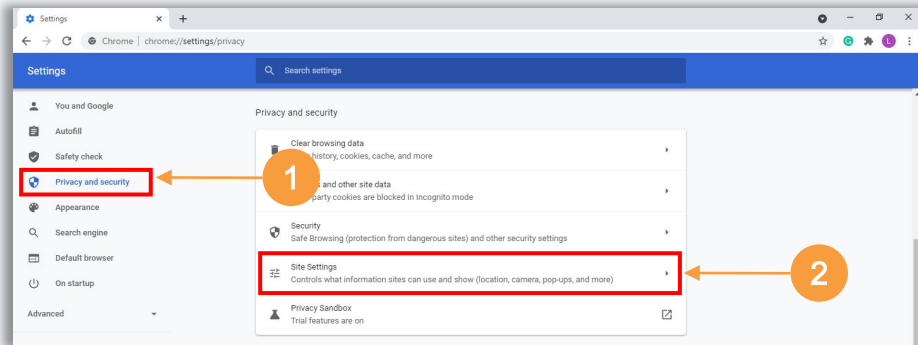 Settings
Chrome | chrome://settings/privacy
L
Settings
Search settings
You and Google
Autofill
Safety check
Privacy and security
Appearance
Search engine
Default browser
On startup
Advanced
Privacy and security
Clear browsing data
history, cookies, cache, and more
and other site data
party cookies are blocked in Incognito mode
Security
Safe Browsing (protection from dangerous sites) and other security settings
Site Settings
Controls what information sites can use and show (location, camera, pop-ups, and more)
Privacy Sandbox
Trial features are on
1
2